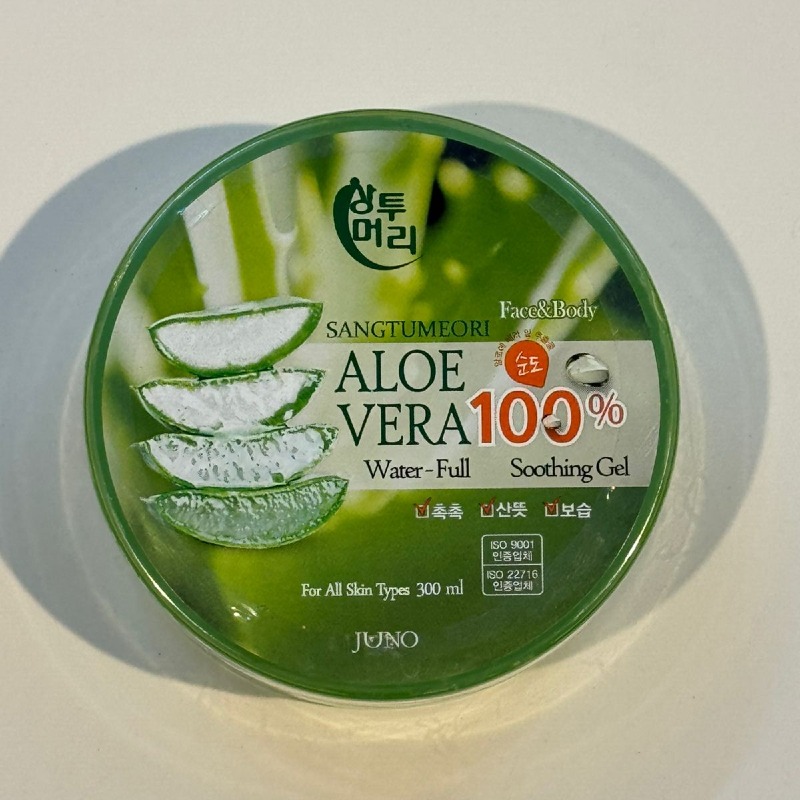 상투
머리
SANGTUMEORI
Face&Body
순도
ALOE
VERA 100%
Water-Full Soothing Gel
촉촉 산뜻 보습
ISO 9001
인증업체
ISO 22716
인증업체
For All Skin Types 300 ml
JUNO